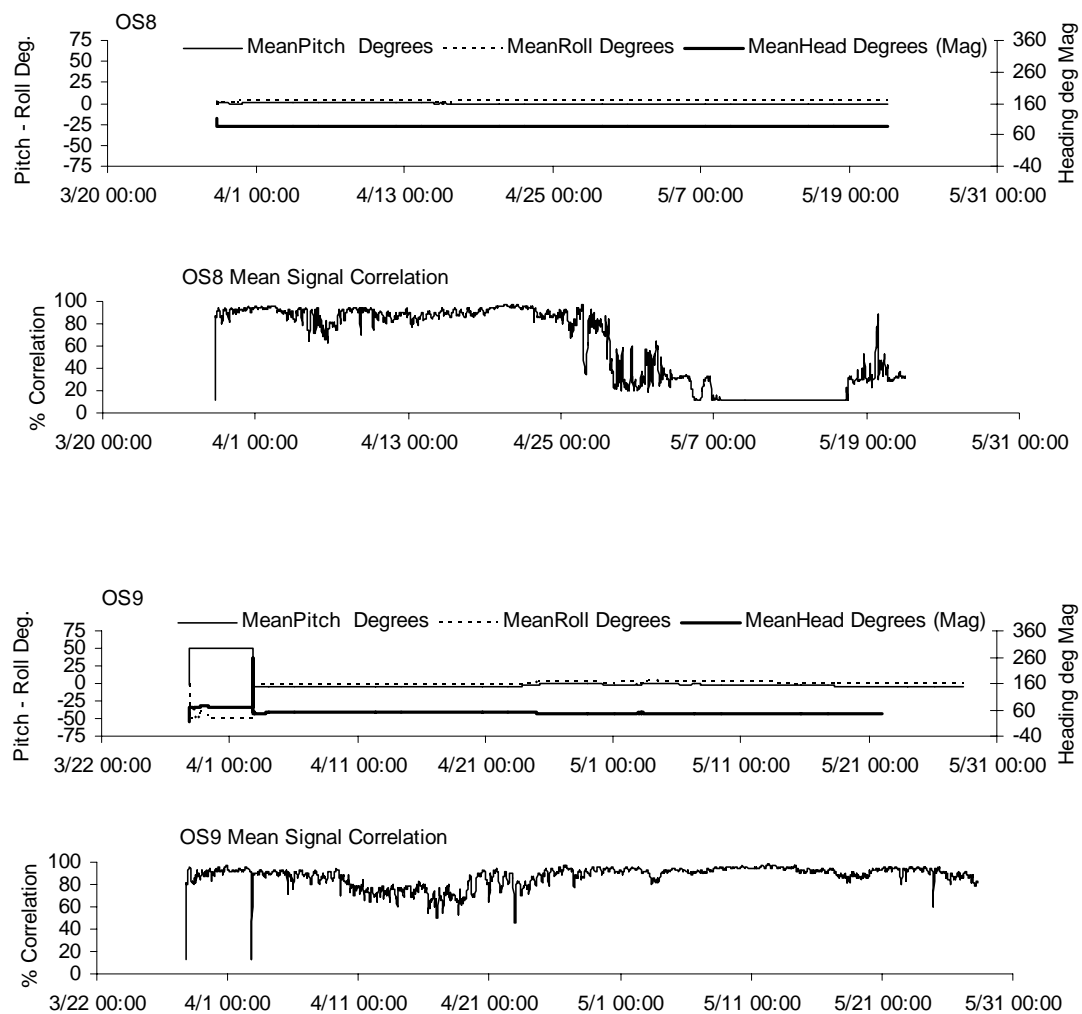 OS8
MeanPitch Degrees MeanRoll Degrees MeanHead Degrees (Mag)
Pitch - Roll Deg.
75
50
25
0
-25
-50
-75
360
260
160
60
-40
Heading deg Mag
3/20 00:00 4/1 00:00 4/13 00:00 4/25 00:00 5/7 00:00 5/19 00:00 5/31 00:00
OS8 Mean Signal Correlation
% Correlation
100
80
60
40
20
0
3/20 00:00 4/1 00:00 4/13 00:00 4/25 00:00 5/7 00:00 5/19 00:00 5/31 00:00
OS9
MeanPitch Degrees MeanRoll Degrees MeanHead Degrees (Mag)
Pitch - Roll Deg.
75
50
25
0
-25
-50
-75
360
260
160
60
-40
Heading deg Mag
3/22 00:00 4/1 00:00 4/11 00:00 4/21 00:00 5/1 00:00 5/11 00:00 5/21 00:00 5/31 00:00
OS9 Mean Signal Correlation
% Correlation
100
80
60
40
20
0
3/22 00:00 4/1 00:00 4/11 00:00 4/21 00:00 5/1 00:00 5/11 00:00 5/21 00:00 5/31 00:00